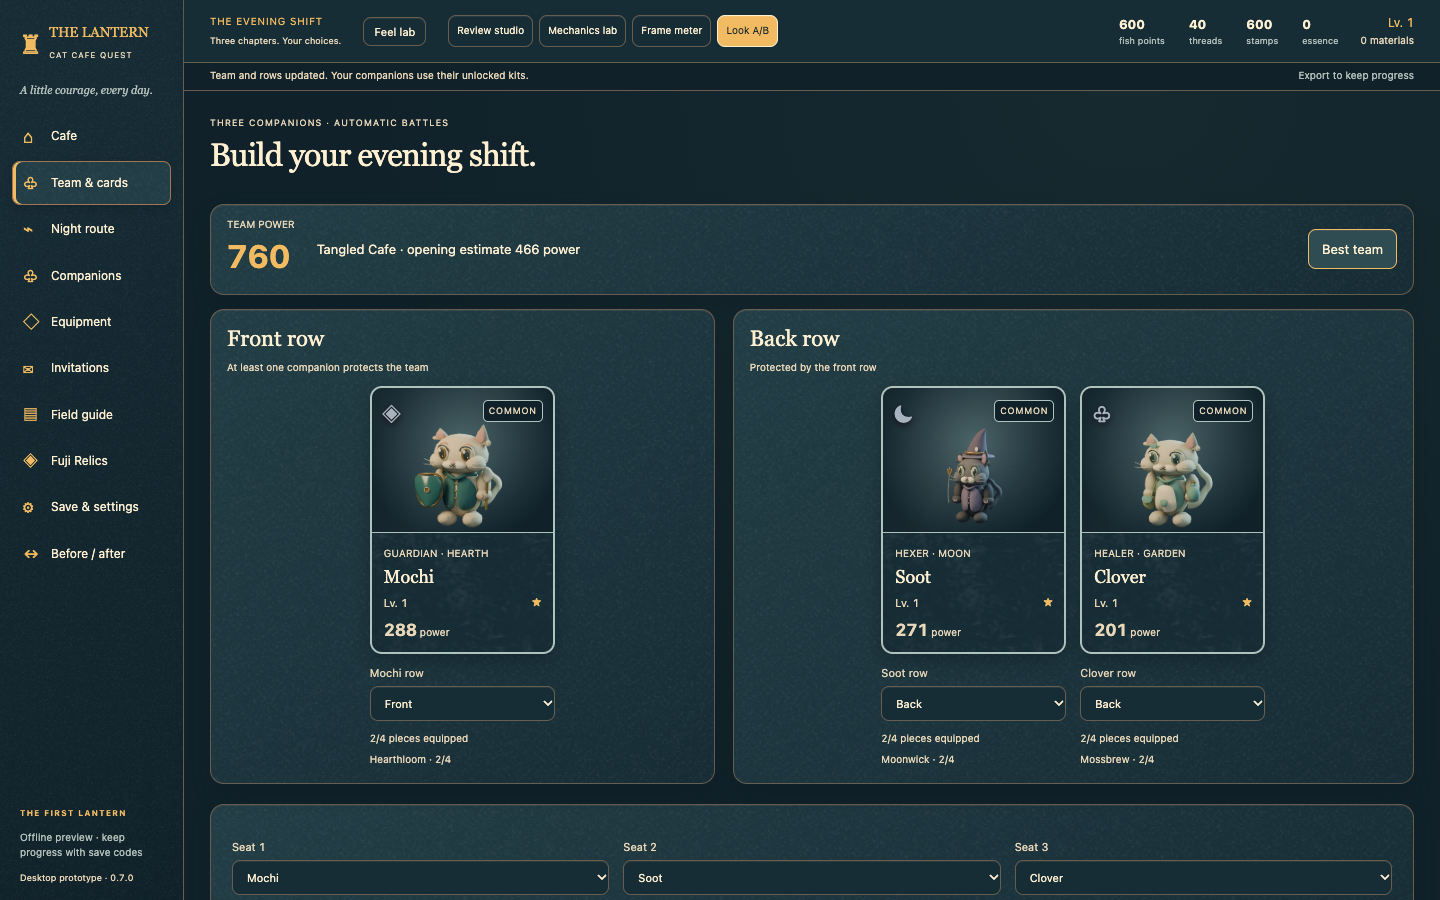 THE LANTERN
CAT CAFE QUEST
A little courage, every day.
Cafe
Team & cards
Night route
Companions
Equipment
Invitations
Field guide
Fuji Relics
Save & settings
Before / after
THE FIRST LANTERN
Offline preview · keep
progress with save codes
Desktop prototype · 0.7.0
THE EVENING SHIFT
Three chapters. Your choices.
Feel lab
Review studio
Mechanics lab
Frame meter
Look A/B
600
fish points
40
threads
600
stamps
0
essence
Lv. 1
0 materials
Team and rows updated. Your companions use their unlocked kits.
Export to keep progress
THREE COMPANIONS · AUTOMATIC BATTLES
Build your evening shift.
TEAM POWER
760
Tangled Cafe · opening estimate 466 power
Best team
Front row
At least one companion protects the team
COMMON
GUARDIAN · HEARTH
Mochi
Lv. 1
288 power
Mochi row
Front
2/4 pieces equipped
Hearthloom · 2/4
Back row
Protected by the front row
COMMON
HEXER · MOON
Soot
Lv. 1
271 power
Soot row
Back
2/4 pieces equipped
Moonwick · 2/4
COMMON
HEALER · GARDEN
Clover
Lv. 1
201 power
Clover row
Back
2/4 pieces equipped
Mossbrew · 2/4
Seat 1
Mochi
Seat 2
Soot
Seat 3
Clover